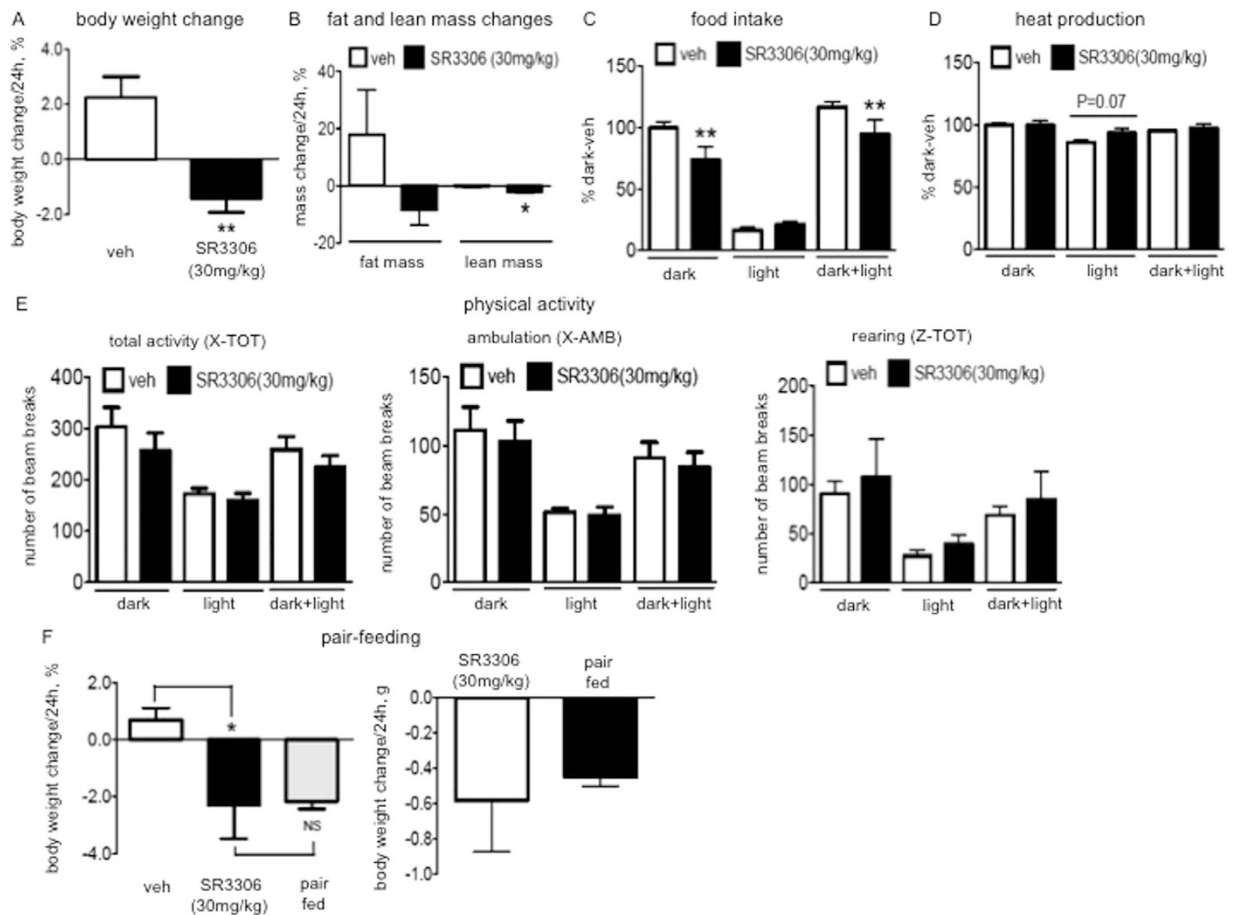 A body weight change
body weight change/24h, %
4.0
2.0
0.0
-2.0
**
veh SR3306
(30mg/kg)
B fat and lean mass changes
veh SR3306 (30mg/kg)
mass change/24h, %
40
20
0
-20
*
fat mass lean mass
C food intake
veh SR3306(30mg/kg)
% dark-veh
150
100
50
0
** **
dark light dark+light
D heat production
veh SR3306(30mg/kg)
% dark-veh
150
100
50
0
P=0.07
dark light dark+light
E physical activity
total activity (X-TOT)
veh SR3306(30mg/kg)
number of beam breaks
400
300
200
100
0
dark light dark+light
ambulation (X-AMB)
veh SR3306(30mg/kg)
number of beam breaks
150
100
50
0
dark light dark+light
rearing (Z-TOT)
veh SR3306(30mg/kg)
number of beam breaks
200
150
100
50
0
dark light dark+light
F pair-feeding
body weight change/24h, %
2.0
0.0
-2.0
-4.0
*
NS
veh SR3306 pair
(30mg/kg) fed
SR3306 pair
(30mg/kg) fed
body weight change/24h, g
0.0
-0.2
-0.4
-0.6
-0.8
-1.0